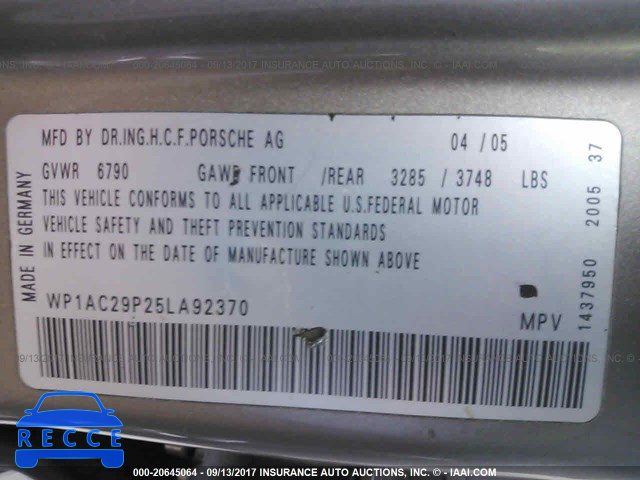 MFD BY DR.ING.H.C.F.PORSCHE AG 04 / 05
GVWR 6790 GAWR FRONT /REAR 3285 / 3748 LBS
THIS VEHICLE CONFORMS TO ALL APPLICABLE U.S.FEDERAL MOTOR
VEHICLE SAFETY AND THEFT PREVENTION STANDARDS
IN EFFECT ON THE DATE OF MANUFACTURE SHOWN ABOVE
WP1AC29P25LA92370
MPV
MADE IN GERMANY
1437950 2005 37
RECCE
000-20645064 - 09/13/2017 INSURANCE AUTO AUCTIONS, INC. - © - IAAI.COM